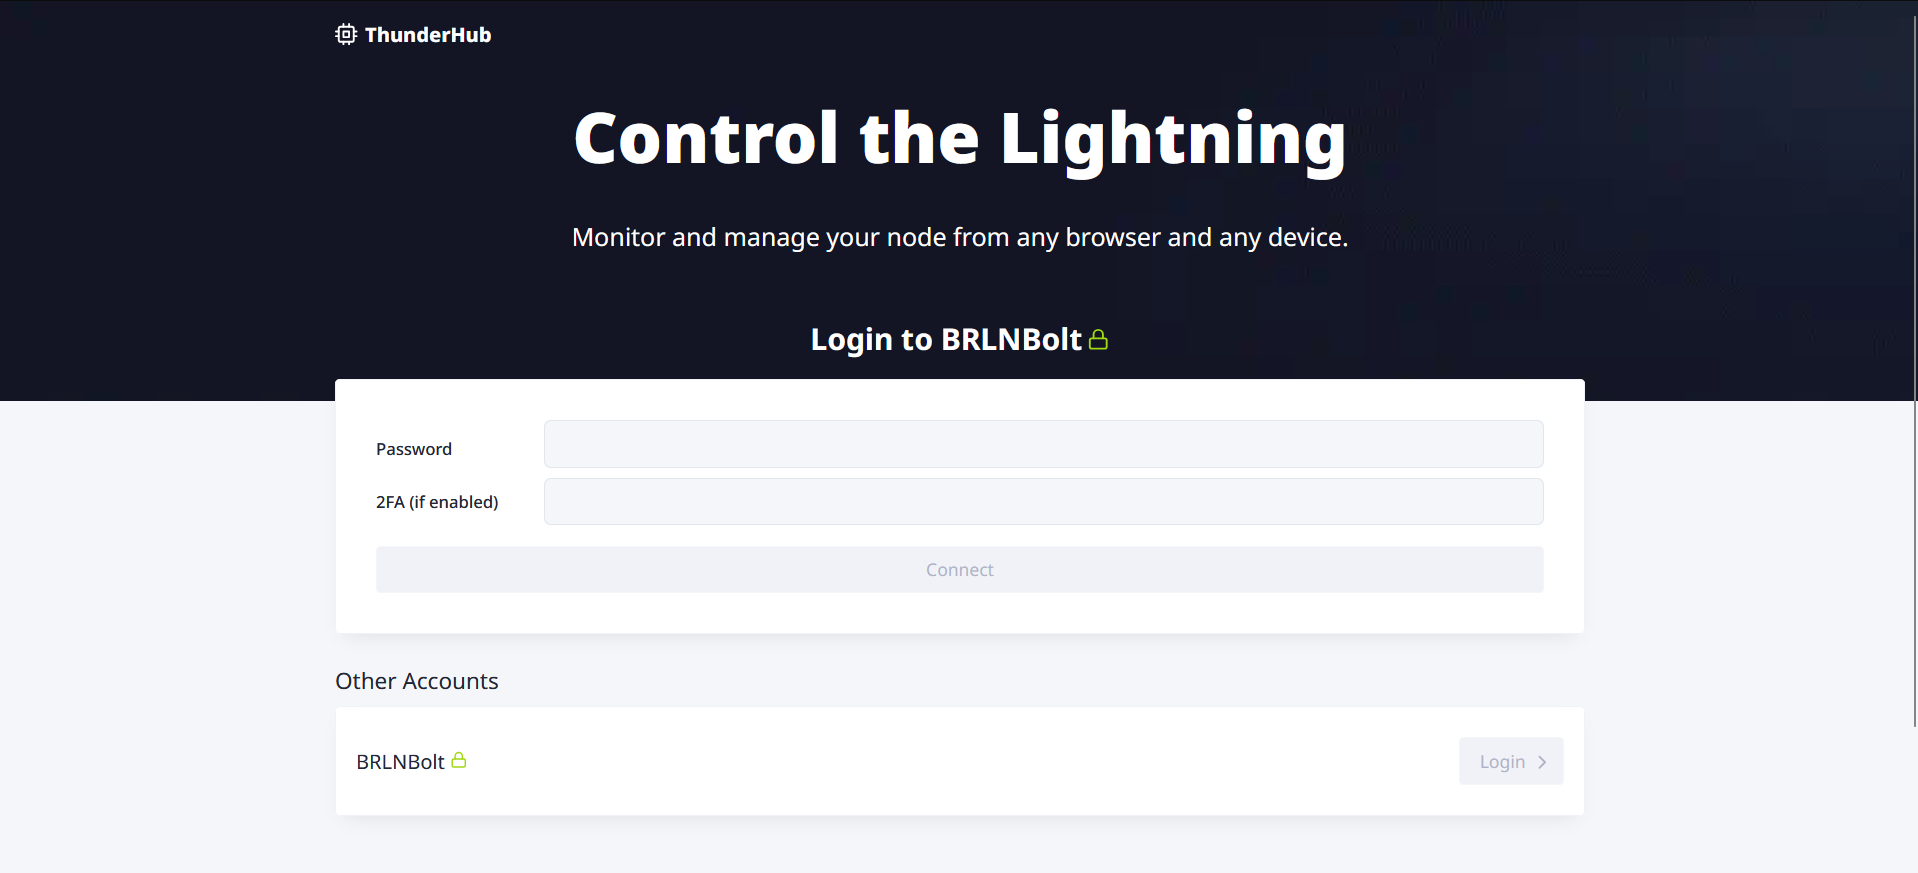 ThunderHub
Control the Lightning
Monitor and manage your node from any browser and any device.
Login to BRLNBolt
Password
2FA (if enabled)
Connect
Other Accounts
BRLNBolt
Login